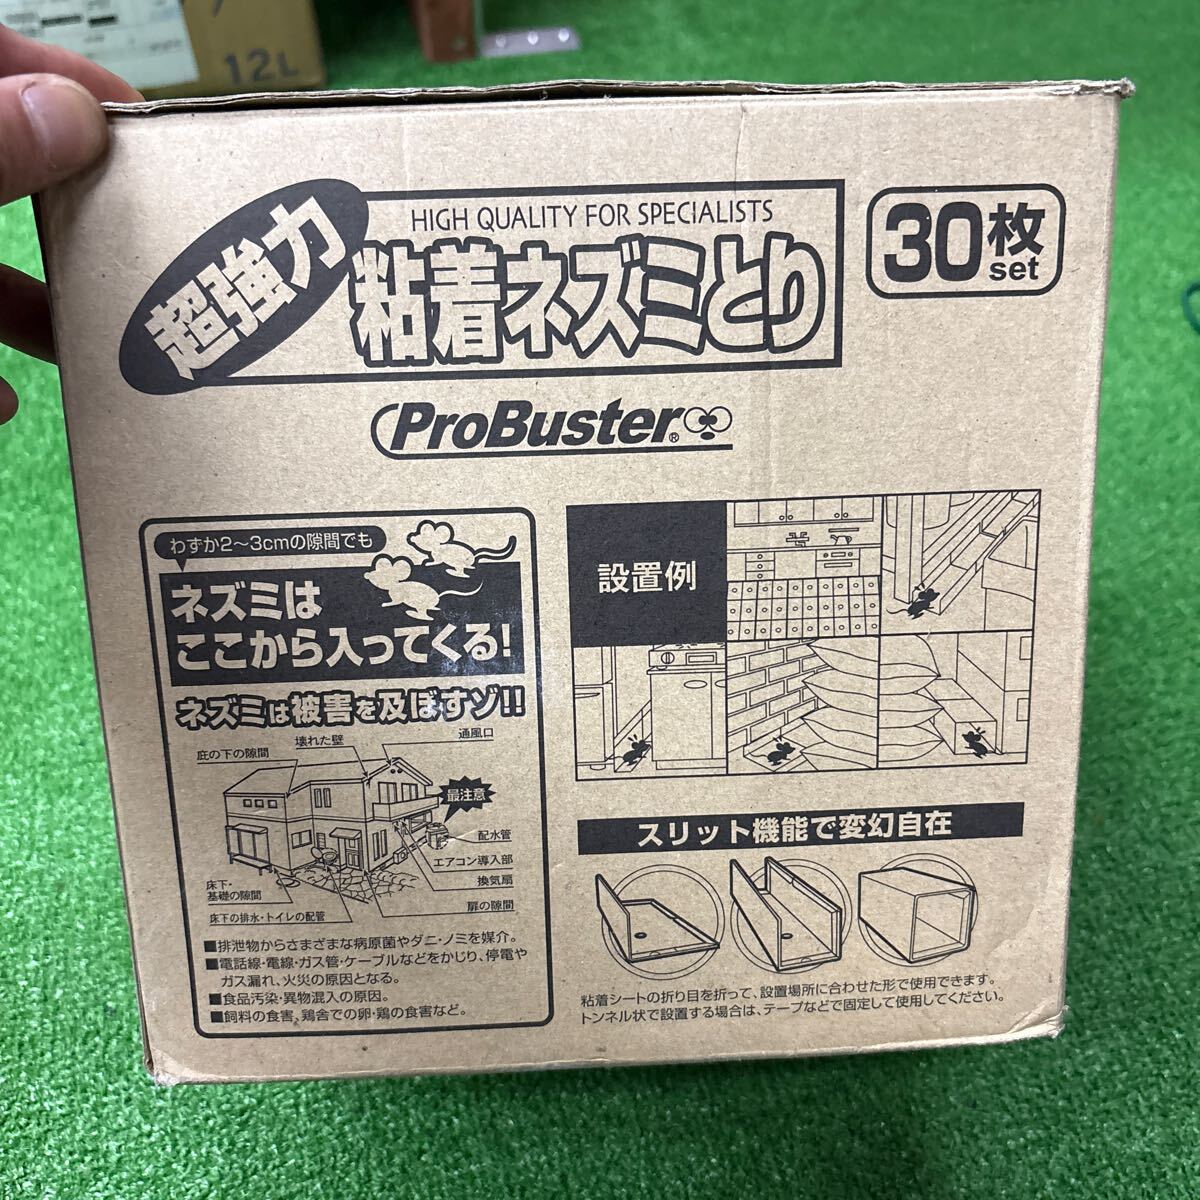 12L
超強力
HIGH QUALITY FOR SPECIALISTS
粘着ネズミとり
30枚
set
ProBuster®
わずか2〜3cmの隙間でも
ネズミは
ここから入ってくる!
ネズミは被害を及ぼすゾ!!
通風口
壊れた壁
庇の下の隙間
最注意
配水管
エアコン導入部
換気扇
扉の隙間
床下・
基礎の隙間
床下の排水・トイレの配管
■排泄物からさまざまな病原菌やダニ・ノミを媒介。
■電話線・電線・ガス管・ケーブルなどをかじり、停電や
ガス漏れ、火災の原因となる。
■食品汚染・異物混入の原因。
■飼料の食害、鶏舎での卵・鶏の食害など。
設置例
スリット機能で変幻自在
粘着シートの折り目を折って、設置場所に合わせた形で使用できます。
トンネル状で設置する場合は、テープなどで固定して使用してください。